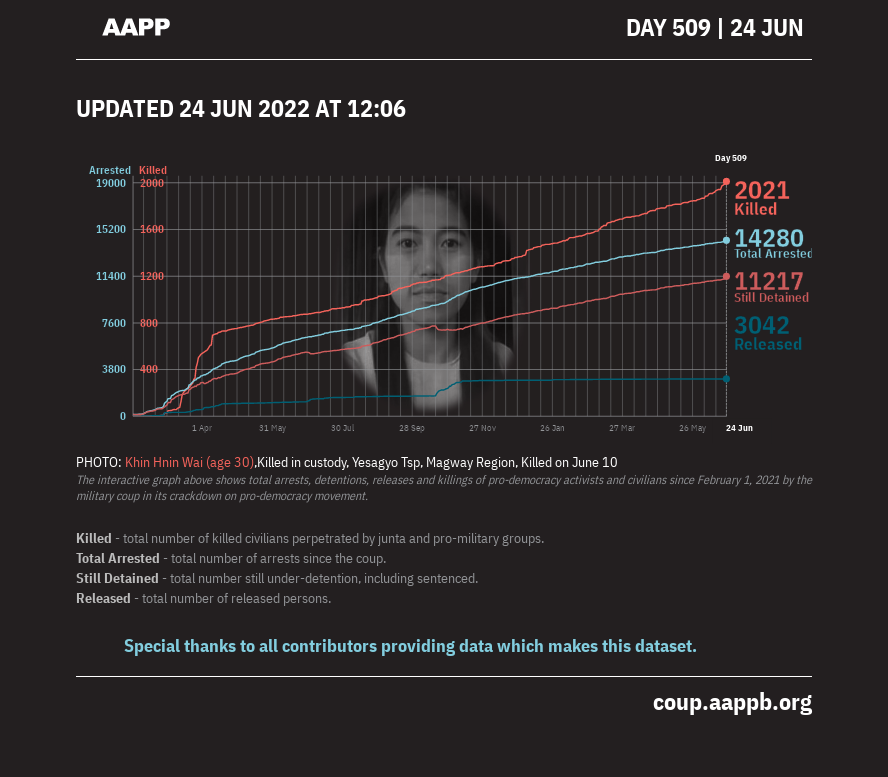 AAPP
DAY 509 | 24 JUN
UPDATED 24 JUN 2022 AT 12:06
Day 509
Arrested Killed
19000 2000
15200 1600
11400 1200
7600 800
3800 400
0
2021
Killed
14280
Total Arrested
11217
Still Detained
3042
Released
1 Apr 31 May 30 Jul 28 Sep 27 Nov 26 Jan 27 Mar 26 May 24 Jun
PHOTO: Khin Hnin Wai (age 30),Killed in custody, Yesagyo Tsp, Magway Region, Killed on June 10
The interactive graph above shows total arrests, detentions, releases and killings of pro-democracy activists and civilians since February 1, 2021 by the
military coup in its crackdown on pro-democracy movement.
Killed - total number of killed civilians perpetrated by junta and pro-military groups.
Total Arrested - total number of arrests since the coup.
Still Detained - total number still under-detention, including sentenced.
Released - total number of released persons.
Special thanks to all contributors providing data which makes this dataset.
coup.aappb.org